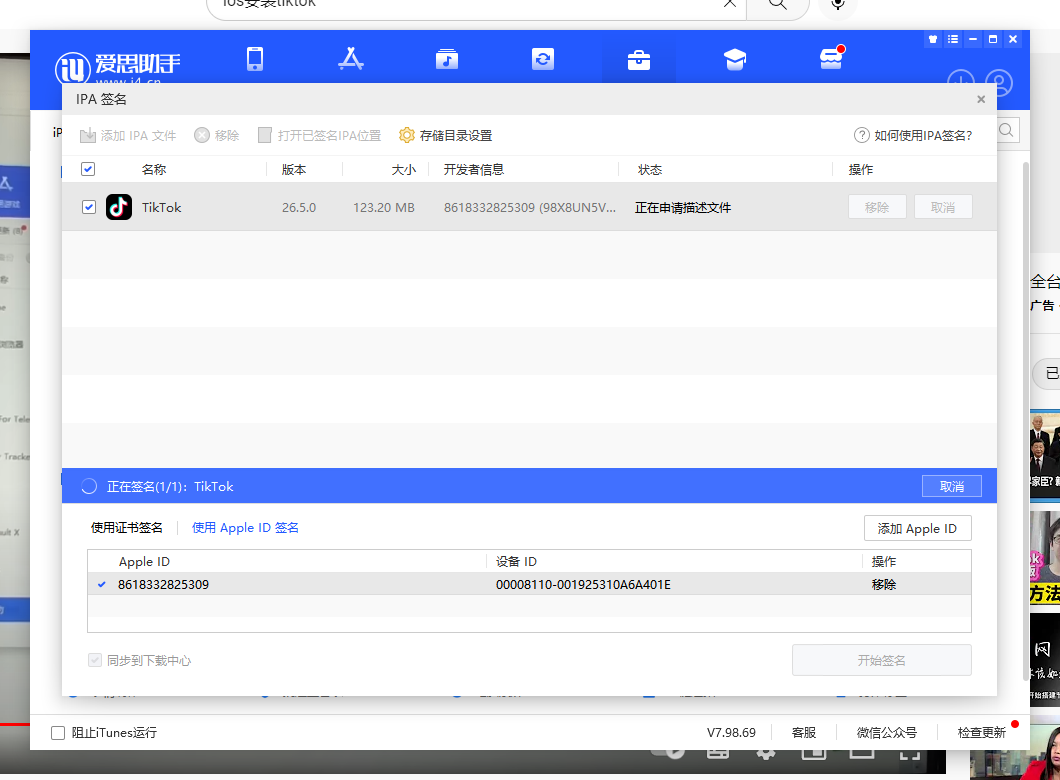 ios安装tiktok
爱思助手
www.i4.cn
IPA 签名
添加 IPA 文件 移除 打开已签名IPA位置 存储目录设置 如何使用IPA签名?
名称 版本 大小 开发者信息 状态 操作
TikTok 26.5.0 123.20 MB 8618332825309 (98X8UN5V... 正在申请描述文件 移除 取消
正在签名(1/1)：TikTok 取消
使用证书签名 使用 Apple ID 签名 添加 Apple ID
Apple ID 设备 ID 操作
8618332825309 00008110-001925310A6A401E 移除
同步到下载中心 开始签名
阻止iTunes运行 V7.98.69 客服 微信公众号 检查更新
全台
广告
已
家臣?
方法
网
For Tele
Tracke
ault X